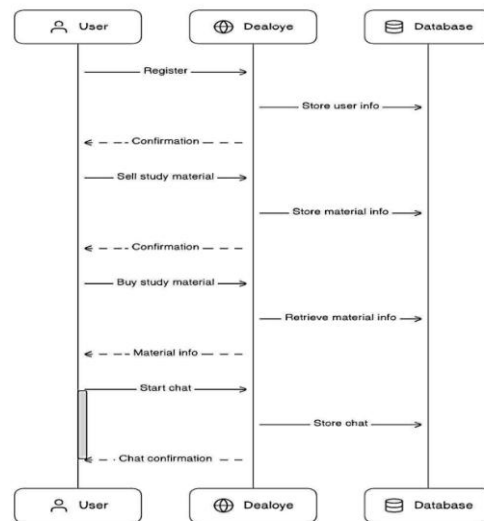 User Dealoye Database
Register
Store user info
Confirmation
Sell study material
Store material info
Confirmation
Buy study material
Retrieve material info
Material info
Start chat
Store chat
Chat confirmation
User Dealoye Database